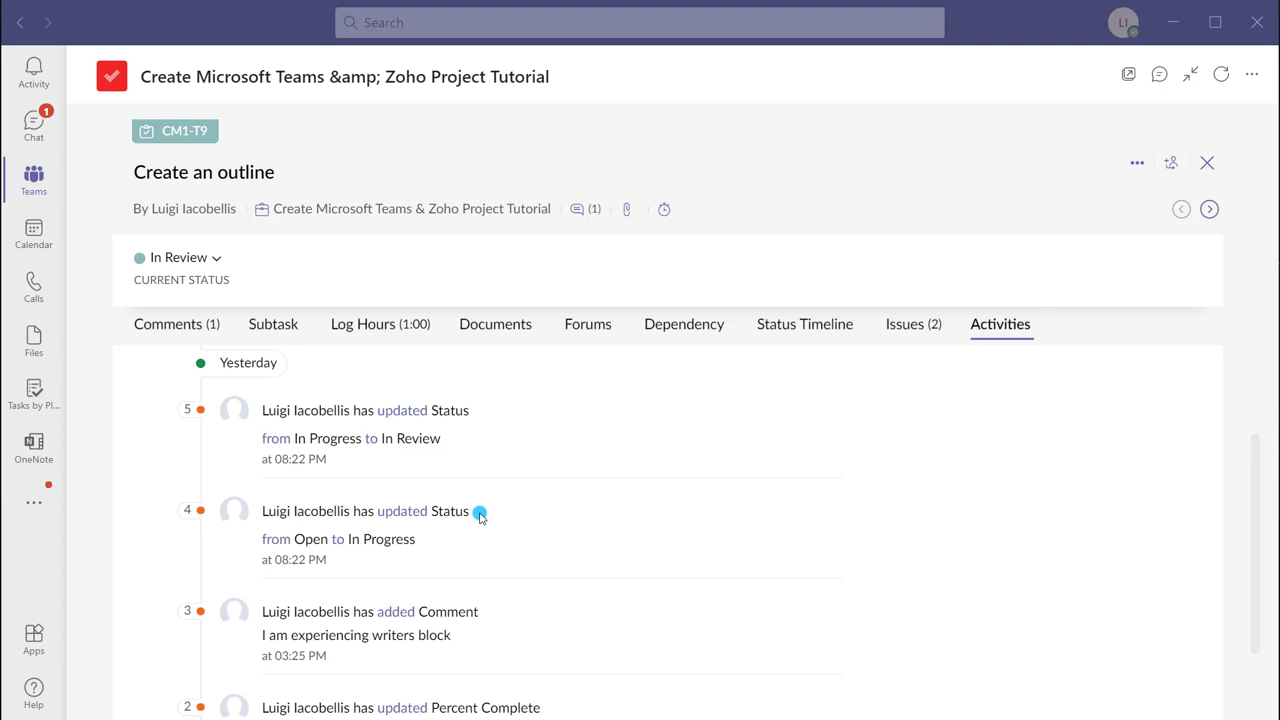 Search
LI
Activity
1
Chat
Teams
Calendar
Calls
Files
Tasks by Pl...
OneNote
Apps
Help
Create Microsoft Teams &amp; Zoho Project Tutorial
CM1-T9
Create an outline
By Luigi Iacobellis Create Microsoft Teams & Zoho Project Tutorial (1)
In Review
CURRENT STATUS
Comments (1) Subtask Log Hours (1:00) Documents Forums Dependency Status Timeline Issues (2) Activities
Yesterday
5 Luigi Iacobellis has updated Status
from In Progress to In Review
at 08:22 PM
4 Luigi Iacobellis has updated Status
from Open to In Progress
at 08:22 PM
3 Luigi Iacobellis has added Comment
I am experiencing writers block
at 03:25 PM
2 Luigi Iacobellis has updated Percent Complete